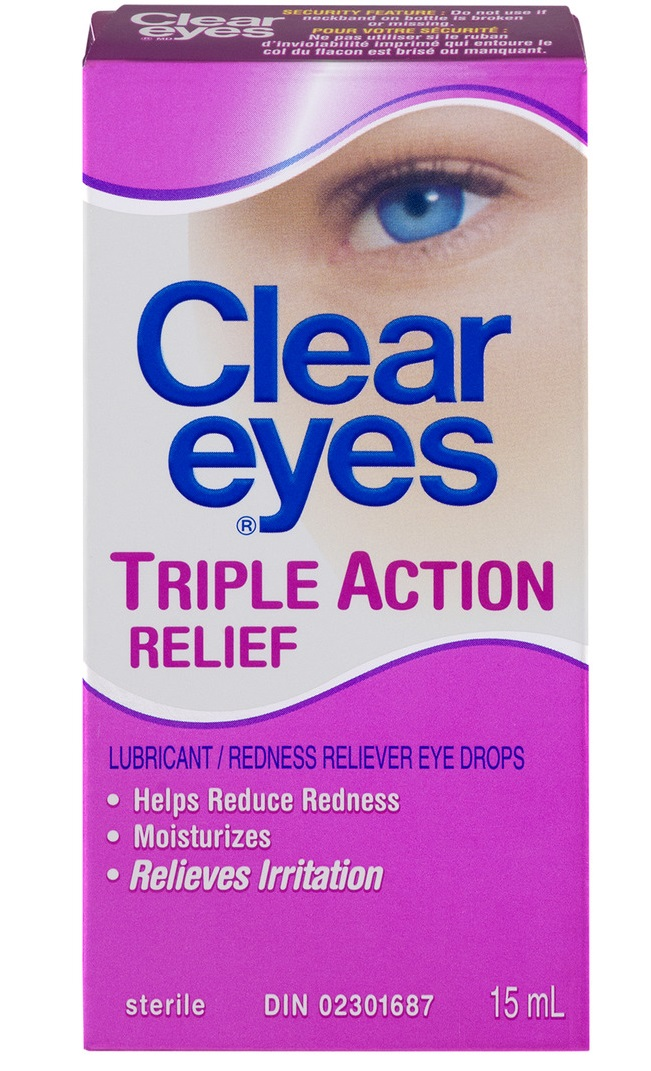 Clear
eyes
® MD
SECURITY FEATURE : Do not use if
neckband on bottle is broken
or missing.
POUR VOTRE SÉCURITÉ :
Ne pas utiliser si le ruban
d'inviolabilité imprimé qui entoure le
col du flacon est brisé ou manquant.
Clear
eyes
®
TRIPLE ACTION
RELIEF
LUBRICANT / REDNESS RELIEVER EYE DROPS
• Helps Reduce Redness
• Moisturizes
• Relieves Irritation
sterile DIN 02301687 15 mL